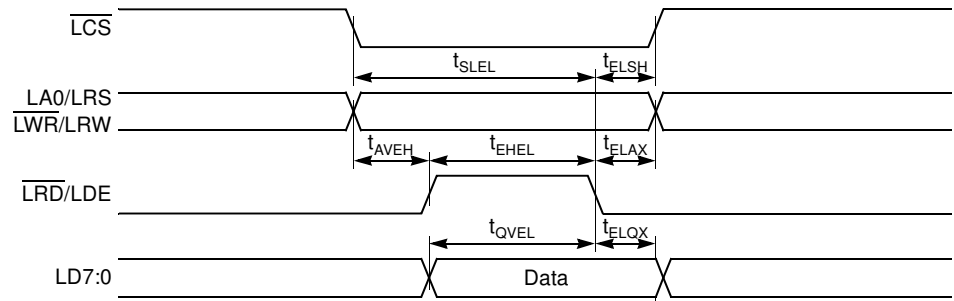 LCS
tSLEL tELSH
LA0/LRS
LWR/LRW
tAVEH tEHEL tELAX
LRD/LDE
tQVEL tELQX
LD7:0 Data